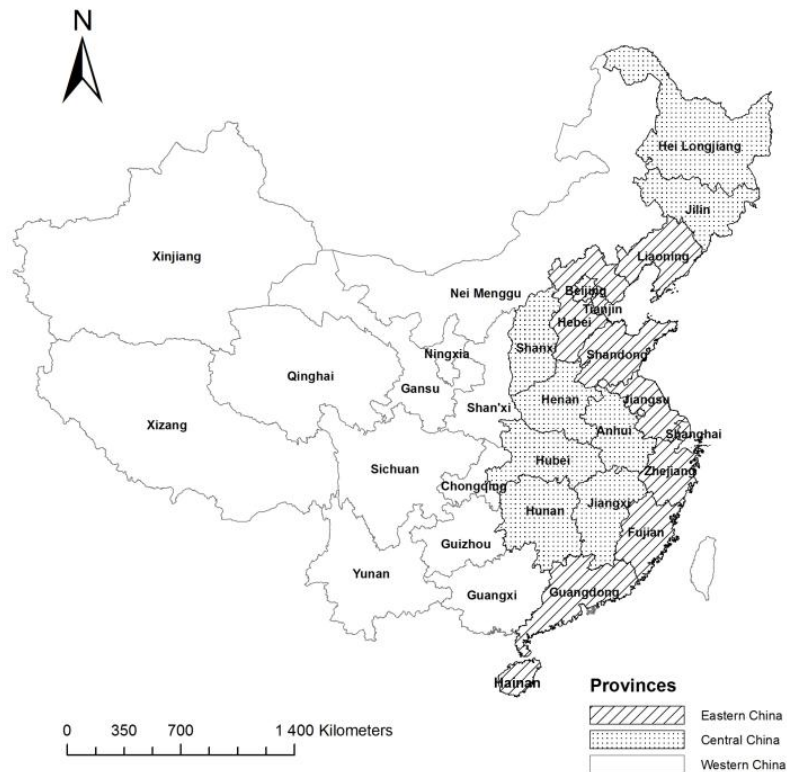 N
Hei Longjiang
Jilin
Xinjiang
Liaoning
Nei Menggu
Beijing
Tianjin
Hebei
Ningxia
Shanxi
Shandong
Qinghai
Gansu
Henan
Jiangsu
Shan'xi
Xizang
Anhui
Shanghai
Sichuan
Hubei
Zhejiang
Chongqing
Hunan
Jiangxi
Fujian
Guizhou
Yunan
Guangxi
Guangdong
Hainan
Provinces
Eastern China
0 350 700 1 400 Kilometers
Central China
Western China